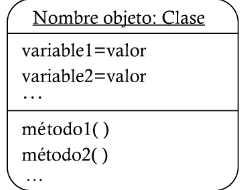 Nombre objeto: Clase
variable1=valor
variable2=valor
...
método1( )
método2( )
...